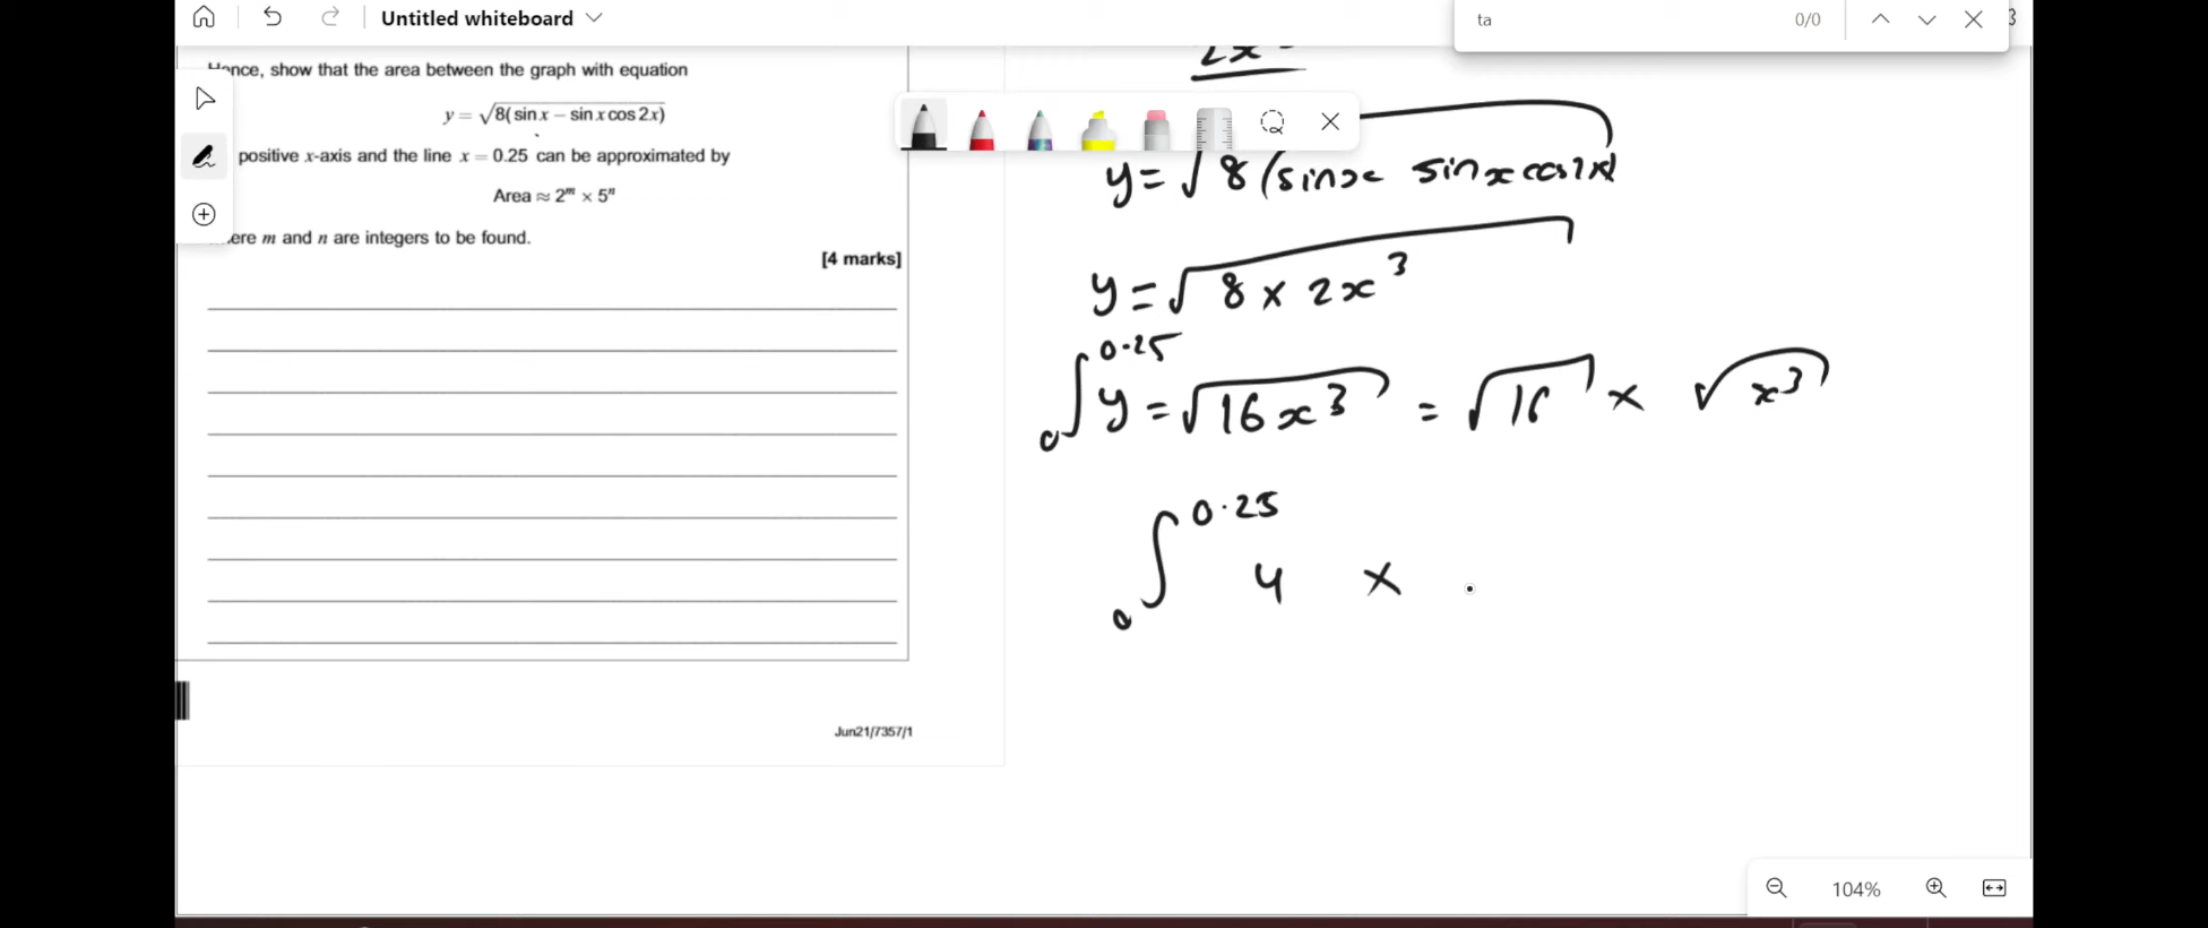 Untitled whiteboard
ta
0/0
Hence, show that the area between the graph with equation
y = √8(sin x – sin x cos 2x)
positive x-axis and the line x = 0.25 can be approximated by
Area ≈ 2ᵐ × 5ⁿ
ere m and n are integers to be found.
[4 marks]
Jun21/7357/1
2x
y = √8(sinx sinx cos2x)
y = √8 × 2x³
∫₀^0.25 y = √16x³ = √16 × √x³
∫₀^0.25 4 ×
104%